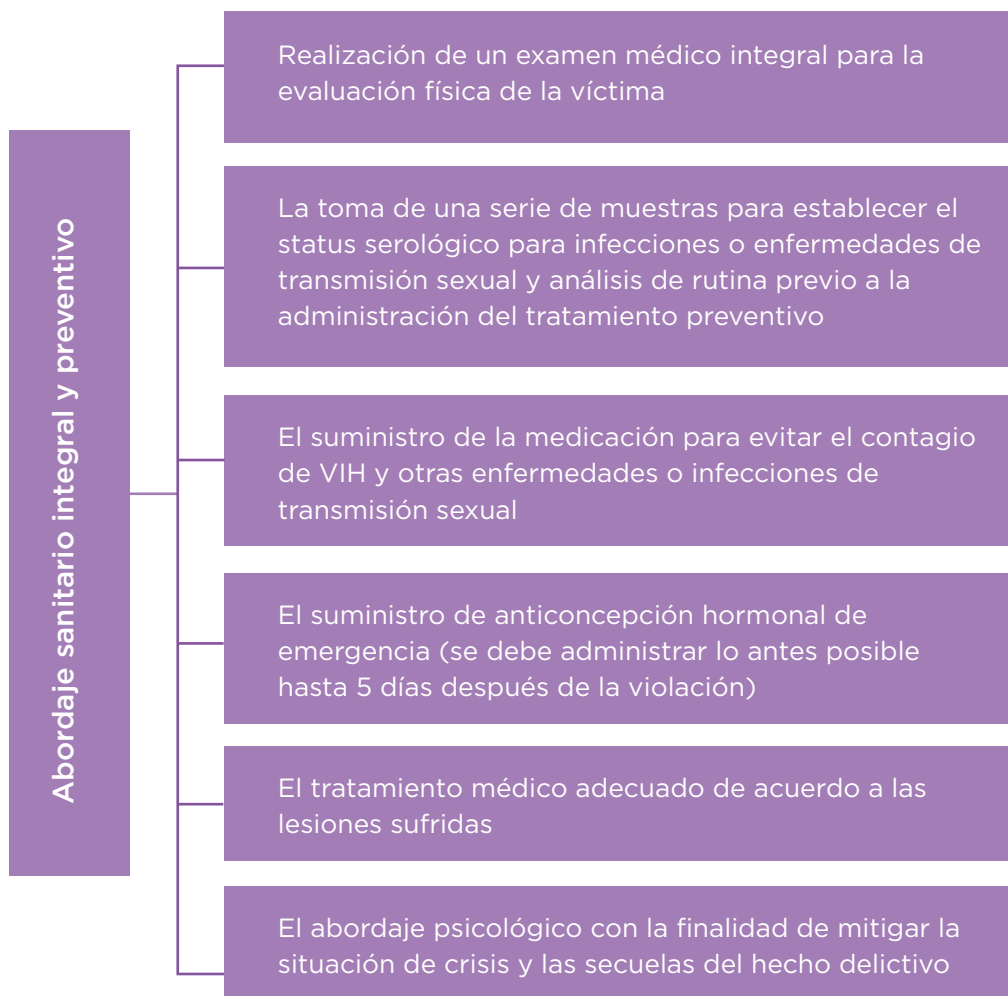 Abordaje sanitario integral y preventivo
Realización de un examen médico integral para la
evaluación física de la víctima
La toma de una serie de muestras para establecer el
status serológico para infecciones o enfermedades de
transmisión sexual y análisis de rutina previo a la
administración del tratamiento preventivo
El suministro de la medicación para evitar el contagio
de VIH y otras enfermedades o infecciones de
transmisión sexual
El suministro de anticoncepción hormonal de
emergencia (se debe administrar lo antes posible
hasta 5 días después de la violación)
El tratamiento médico adecuado de acuerdo a las
lesiones sufridas
El abordaje psicológico con la finalidad de mitigar la
situación de crisis y las secuelas del hecho delictivo